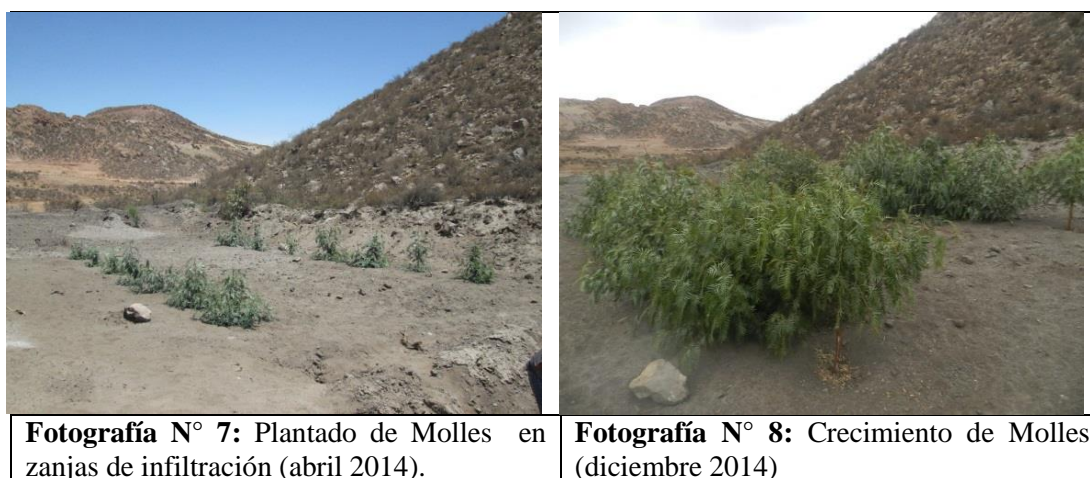 Fotografía N° 7: Plantado de Molles en
zanjas de infiltración (abril 2014).
Fotografía N° 8: Crecimiento de Molles
(diciembre 2014)